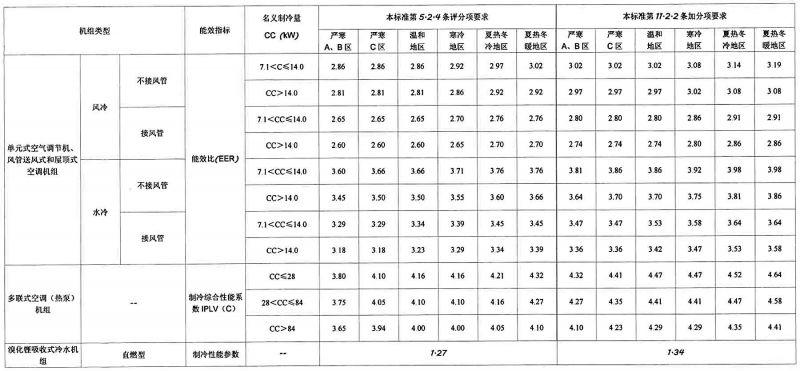 机组类型 能效指标 名义制冷量 CC (kW) 本标准第5·2·4条评分项要求 本标准第11·2·2条加分项要求
严寒A、B区 严寒C区 温和地区 寒冷地区 夏热冬冷地区 夏热冬暖地区 严寒A、B区 严寒C区 温和地区 寒冷地区 夏热冬冷地区 夏热冬暖地区
单元式空气调节机、风管送风式和屋顶式空调机组 风冷 不接风管 能效比(EER) 7.1<C≤14.0 2.86 2.86 2.86 2.92 2.97 3.02 3.02 3.02 3.02 3.08 3.14 3.19
CC>14.0 2.81 2.81 2.81 2.86 2.92 2.92 2.97 2.97 2.97 3.02 3.08 3.08
接风管 7.1<CC≤14.0 2.65 2.65 2.65 2.70 2.76 2.76 2.80 2.80 2.80 2.86 2.91 2.91
CC>14.0 2.60 2.60 2.60 2.65 2.70 2.70 2.74 2.74 2.74 2.80 2.86 2.86
水冷 不接风管 7.1<CC≤14.0 3.60 3.66 3.66 3.71 3.76 3.76 3.81 3.86 3.86 3.92 3.98 3.98
CC>14.0 3.45 3.50 3.50 3.55 3.60 3.66 3.64 3.70 3.70 3.75 3.81 3.86
接风管 7.1<CC≤14.0 3.29 3.29 3.34 3.39 3.45 3.45 3.47 3.47 3.53 3.58 3.64 3.64
CC>14.0 3.18 3.18 3.23 3.29 3.34 3.39 3.36 3.36 3.42 3.47 3.53 3.58
多联式空调（热泵）机组 -- 制冷综合性能系数IPLV（C） CC≤28 3.80 4.10 4.16 4.16 4.21 4.32 4.32 4.41 4.47 4.47 4.52 4.64
28<CC≤84 3.75 4.05 4.10 4.10 4.16 4.27 4.27 4.35 4.41 4.41 4.47 4.58
CC>84 3.65 3.94 4.00 4.00 4.05 4.10 4.10 4.23 4.29 4.29 4.35 4.41
溴化锂吸收式冷水机组 直燃型 制冷性能参数 -- 1·27 1·34